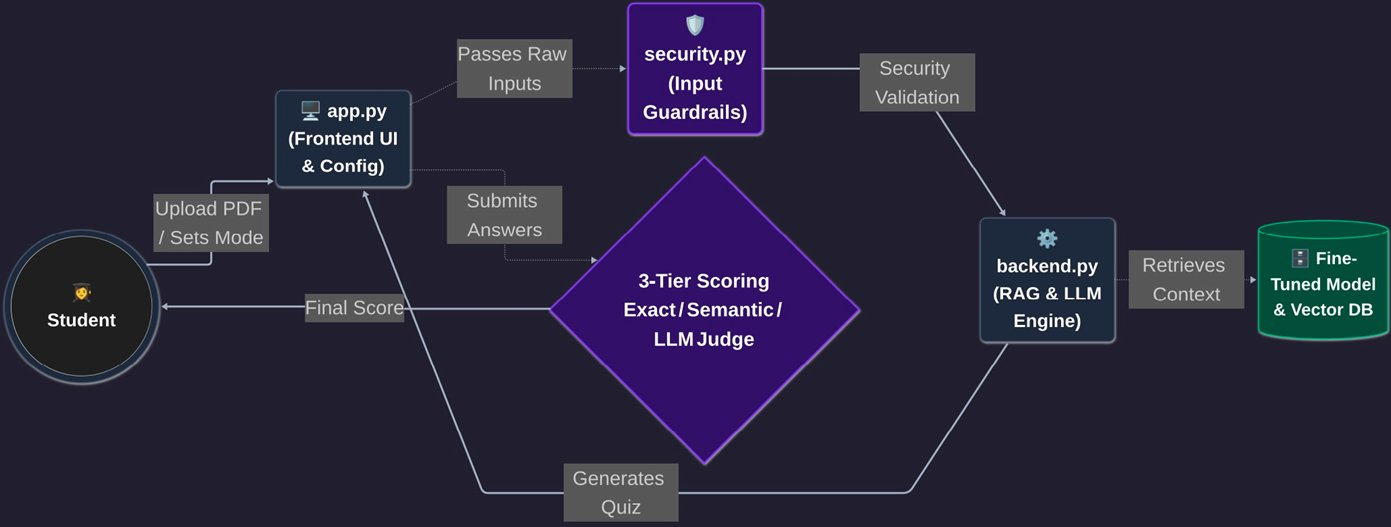 Passes Raw
Inputs
security.py
(Input
Guardrails)
Security
Validation
app.py
(Frontend UI
& Config)
Upload PDF
/ Sets Mode
Submits
Answers
Student
Final Score
3-Tier Scoring
Exact/Semantic/
LLM Judge
backend.py
(RAG & LLM
Engine)
Retrieves
Context
Fine-
Tuned Model
& Vector DB
Generates
Quiz